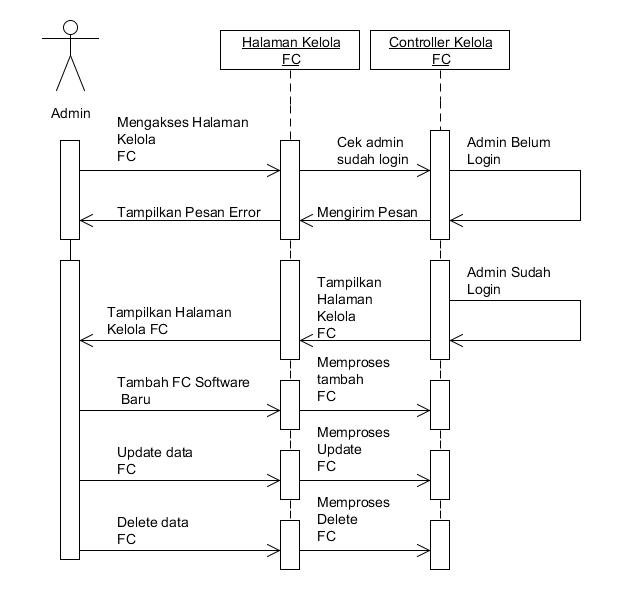 Halaman Kelola
FC
Controller Kelola
FC
Admin
Mengakses Halaman
Kelola
FC
Cek admin
sudah login
Admin Belum
Login
Tampilkan Pesan Error
Mengirim Pesan
Admin Sudah
Login
Tampilkan
Halaman
Kelola
FC
Tampilkan Halaman
Kelola FC
Tambah FC Software
Baru
Memproses
tambah
FC
Update data
FC
Memproses
Update
FC
Delete data
FC
Memproses
Delete
FC